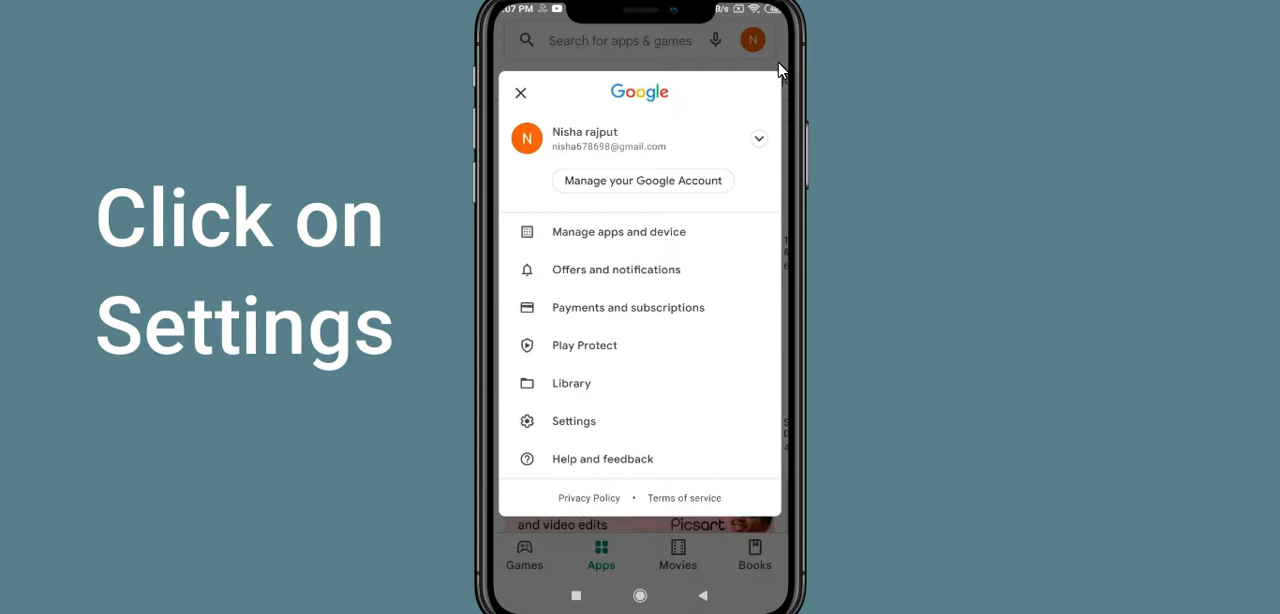 Click on
Settings
07 PM
B/s
Search for apps & games
N
Google
N
Nisha rajput
nisha678698@gmail.com
Manage your Google Account
Manage apps and device
Offers and notifications
Payments and subscriptions
Play Protect
Library
Settings
Help and feedback
Privacy Policy • Terms of service
and video edits
Picsart
Games
Apps
Movies
Books